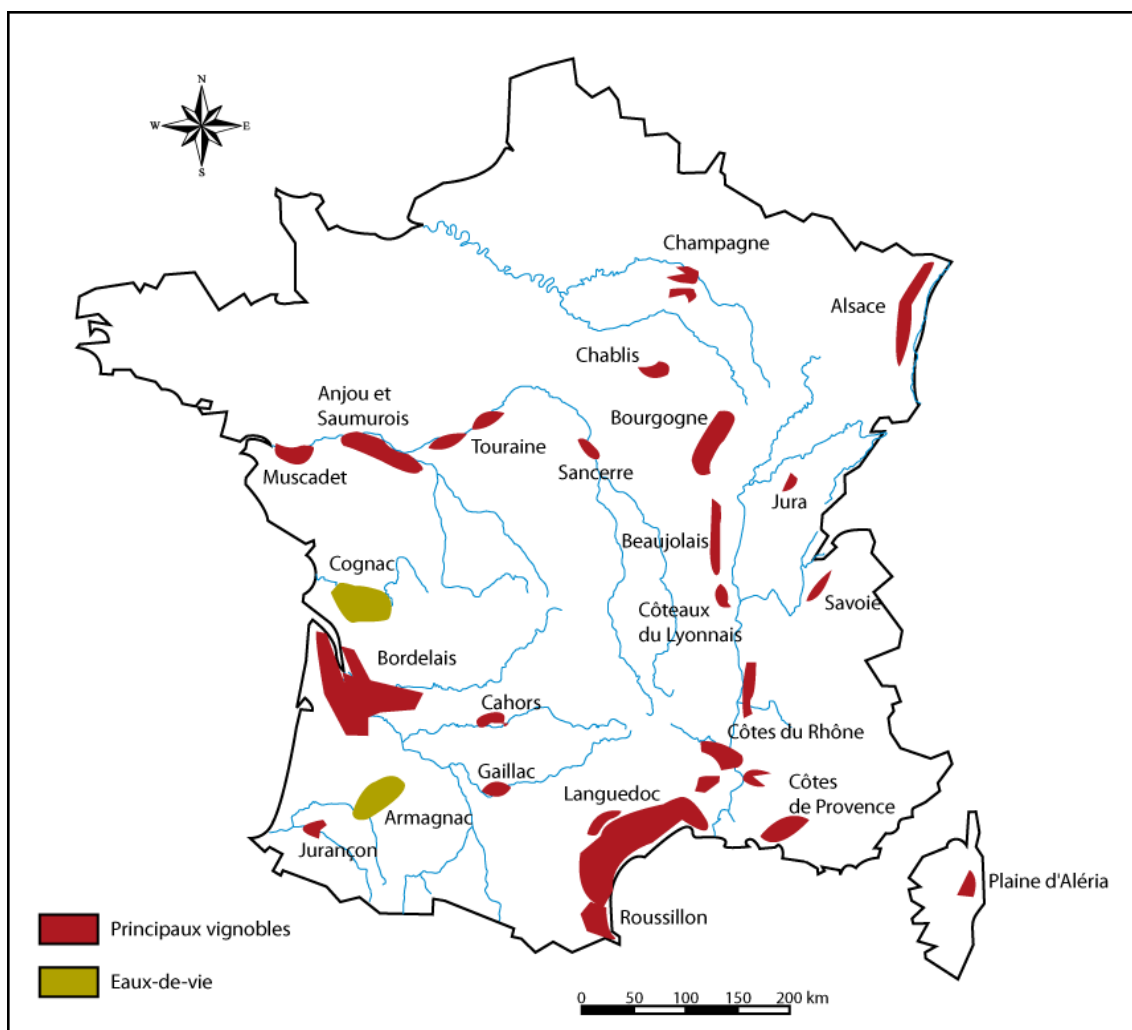 N
W E
S
Champagne
Alsace
Chablis
Anjou et
Saumurois
Bourgogne
Touraine
Muscadet
Sancerre
Jura
Beaujolais
Cognac
Savoie
Côteaux
du Lyonnais
Bordelais
Cahors
Côtes du Rhône
Gaillac
Languedoc
Côtes
de Provence
Armagnac
Jurançon
Plaine d'Aléria
Roussillon
Principaux vignobles
Eaux-de-vie
0 50 100 150 200 km